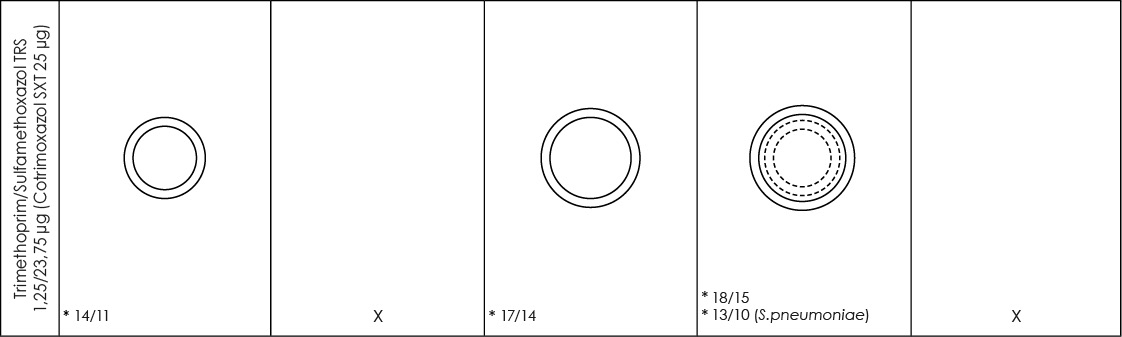 Trimethoprim/Sulfamethoxazol TRS
1,25/23,75 µg (Cotrimoxazol SXT 25 µg)
* 14/11
X
* 17/14
* 18/15
* 13/10 (S.pneumoniae)
X